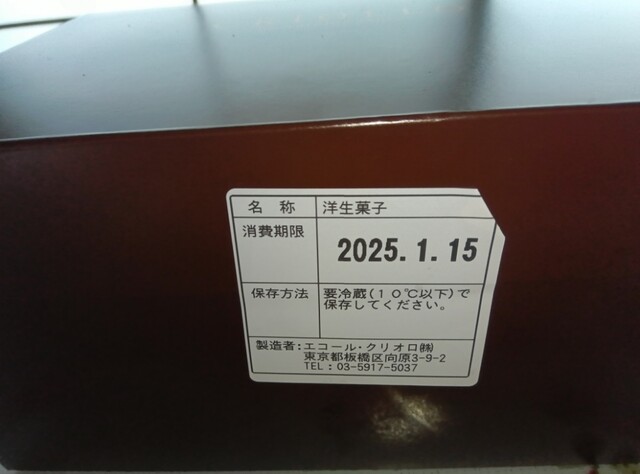 名 称 洋生菓子
消費期限 2025.1.15
保存方法 要冷蔵(10℃以下)で
保存してください。
製造者:エコール・クリオロ㈱
東京都板橋区向原3-9-2
TEL:03-5917-5037